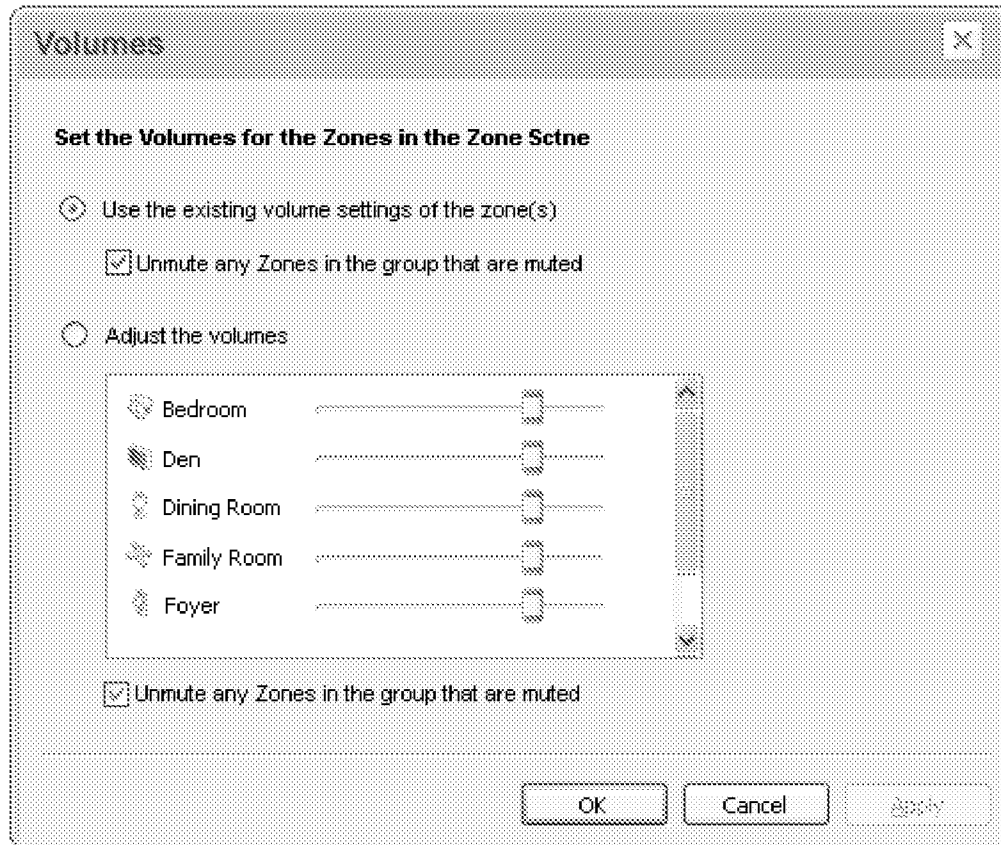 Volumes
Set the Volumes for the Zones in the Zone Sctne
Use the existing volume settings of the zone(s)
Unmute any Zones in the group that are muted
Adjust the volumes
Bedroom
Den
Dining Room
Family Room
Foyer
Unmute any Zones in the group that are muted
OK Cancel Apply